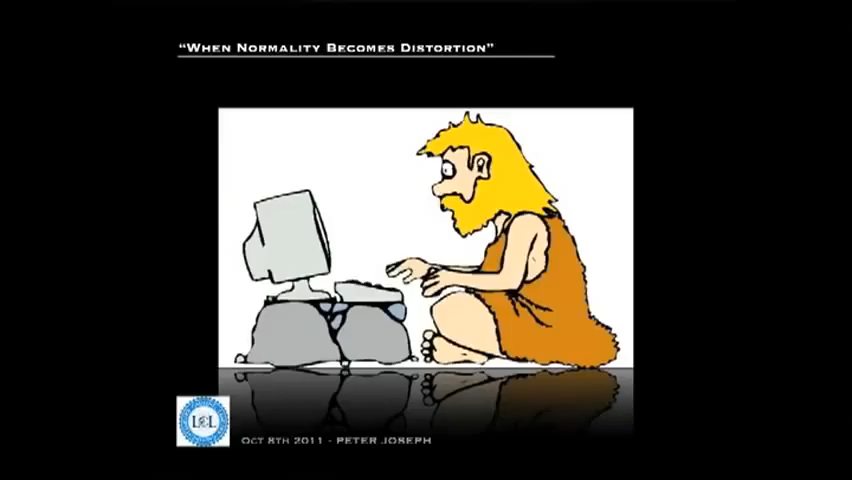 “When Normality Becomes Distortion”
L&L
Oct 8th 2011 - Peter Joseph